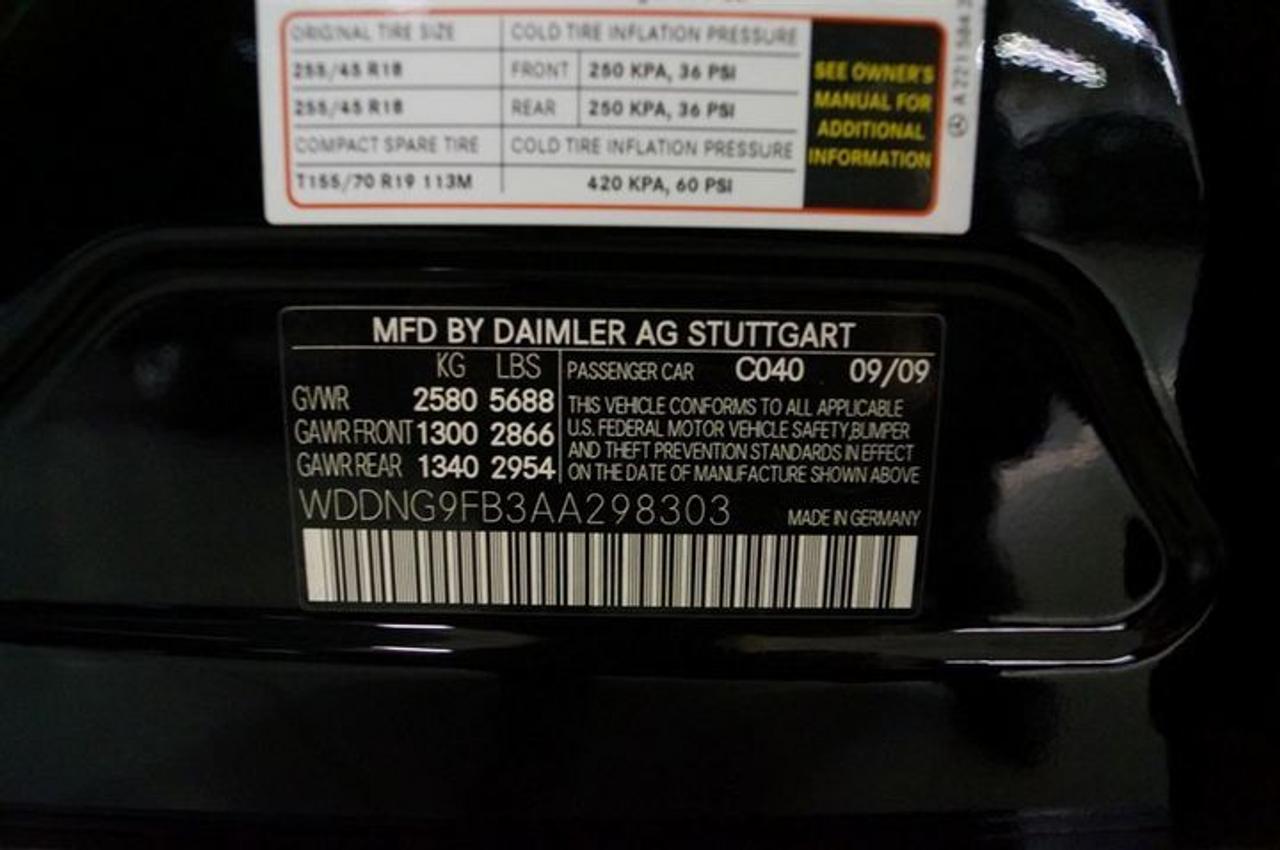 ORIGINAL TIRE SIZE COLD TIRE INFLATION PRESSURE
255/45 R18 FRONT 250 KPA, 36 PSI
255/45 R18 REAR 250 KPA, 36 PSI
COMPACT SPARE TIRE COLD TIRE INFLATION PRESSURE
T155/70 R19 113M 420 KPA, 60 PSI
SEE OWNER'S
MANUAL FOR
ADDITIONAL
INFORMATION
A 221 584
MFD BY DAIMLER AG STUTTGART
KG LBS
GVWR 2580 5688
GAWR FRONT 1300 2866
GAWR REAR 1340 2954
PASSENGER CAR C040 09/09
THIS VEHICLE CONFORMS TO ALL APPLICABLE
U.S. FEDERAL MOTOR VEHICLE SAFETY,BUMPER
AND THEFT PREVENTION STANDARDS IN EFFECT
ON THE DATE OF MANUFACTURE SHOWN ABOVE
WDDNG9FB3AA298303
MADE IN GERMANY